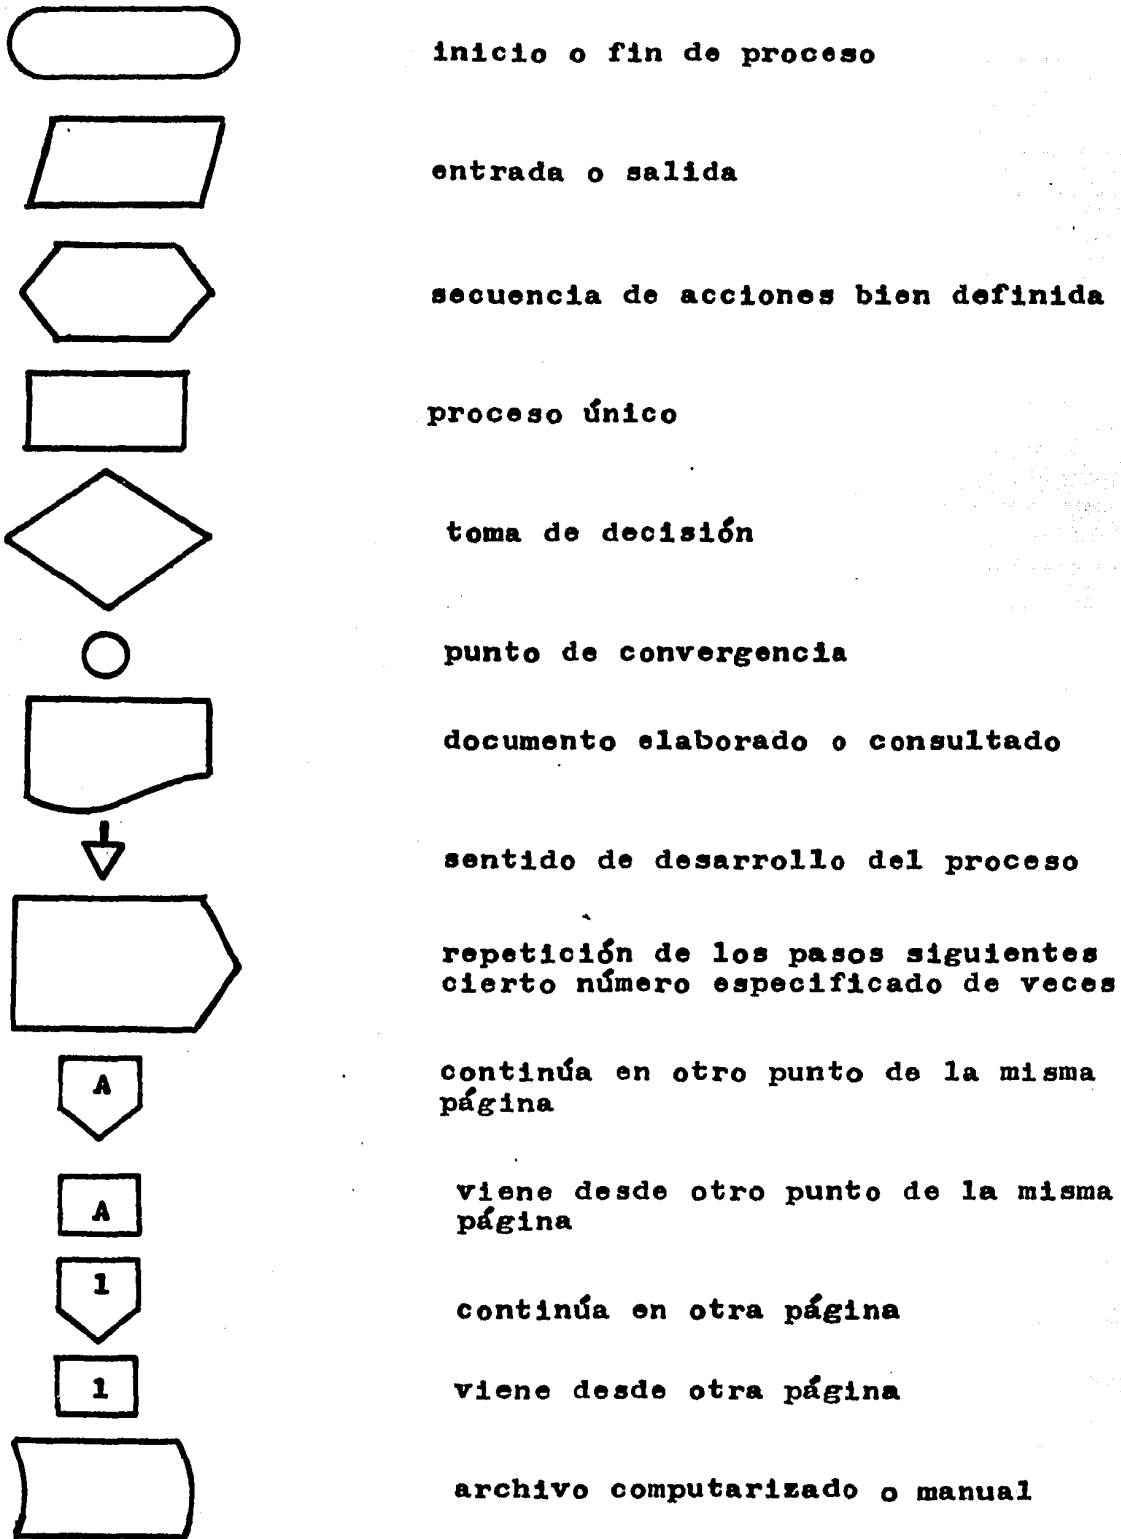 inicio o fin de proceso
entrada o salida
secuencia de acciones bien definida
proceso único
toma de decisión
punto de convergencia
documento elaborado o consultado
sentido de desarrollo del proceso
repetición de los pasos siguientes
cierto número especificado de veces
A
continúa en otro punto de la misma
página
A
viene desde otro punto de la misma
página
1
continúa en otra página
1
viene desde otra página
archivo computarizado o manual